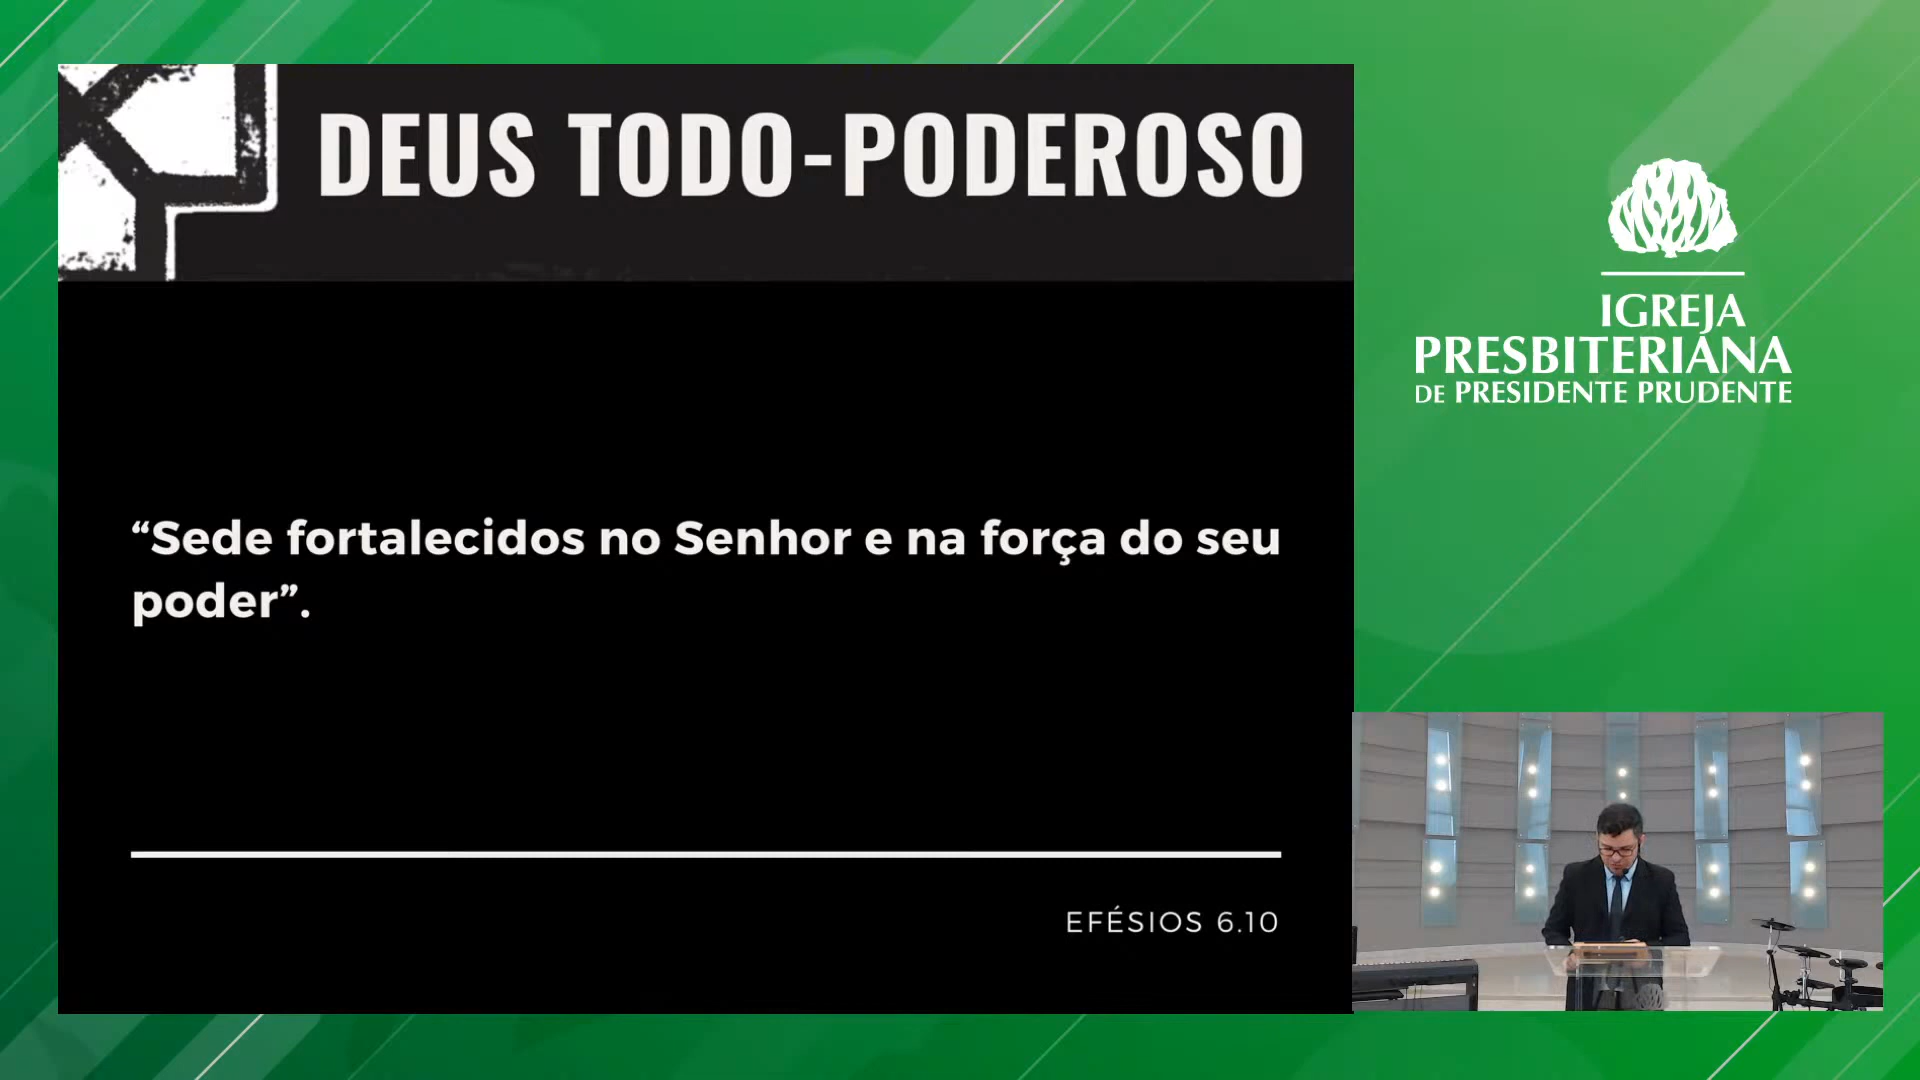 DEUS TODO-PODEROSO
“Sede fortalecidos no Senhor e na força do seu
poder”.
EFÉSIOS 6.10
IGREJA
PRESBITERIANA
DE PRESIDENTE PRUDENTE